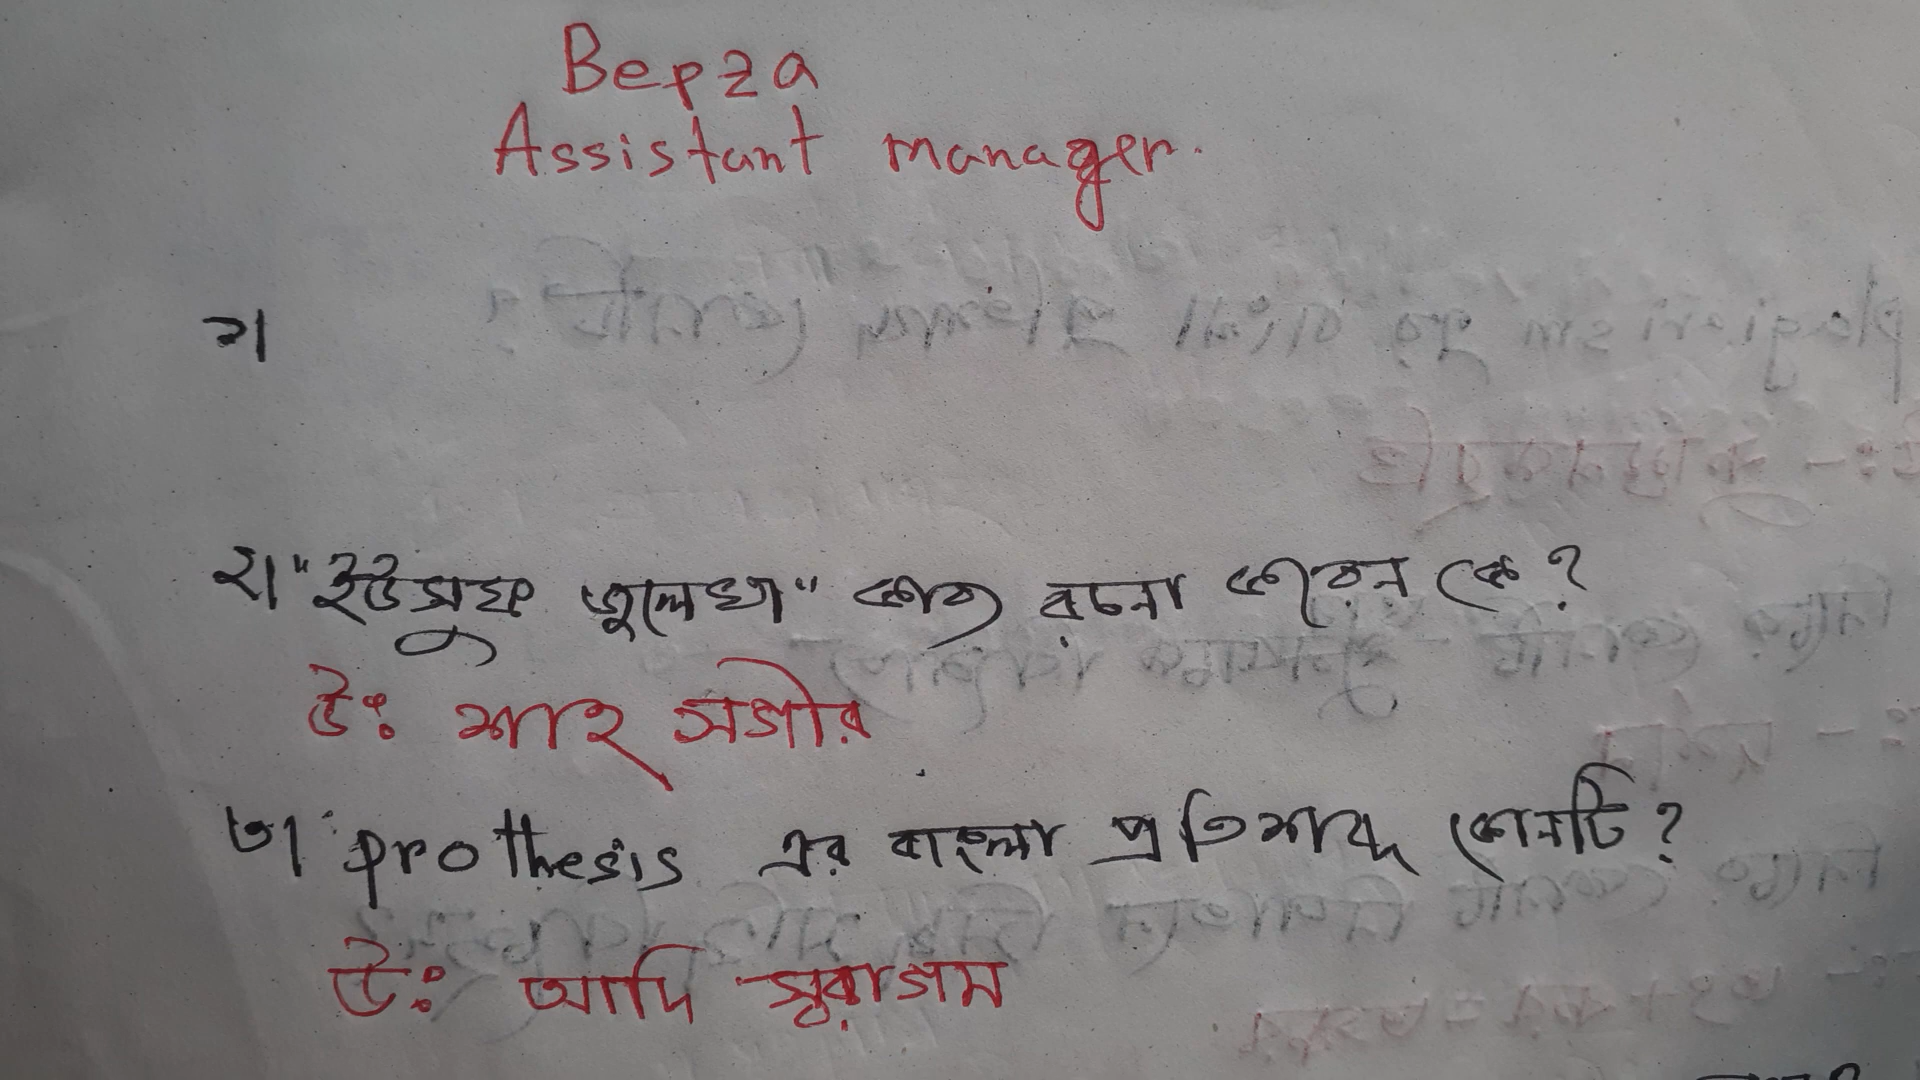 Bepza
Assistant manager.
১।
২। "ইউসুফ জুলেখা" কাব্য রচনা করেন কে?
উঃ শাহ সগীর
৩। prothesis এর বাংলা প্রতিশব্দ কোনটি?
উঃ আদি স্বরাগম